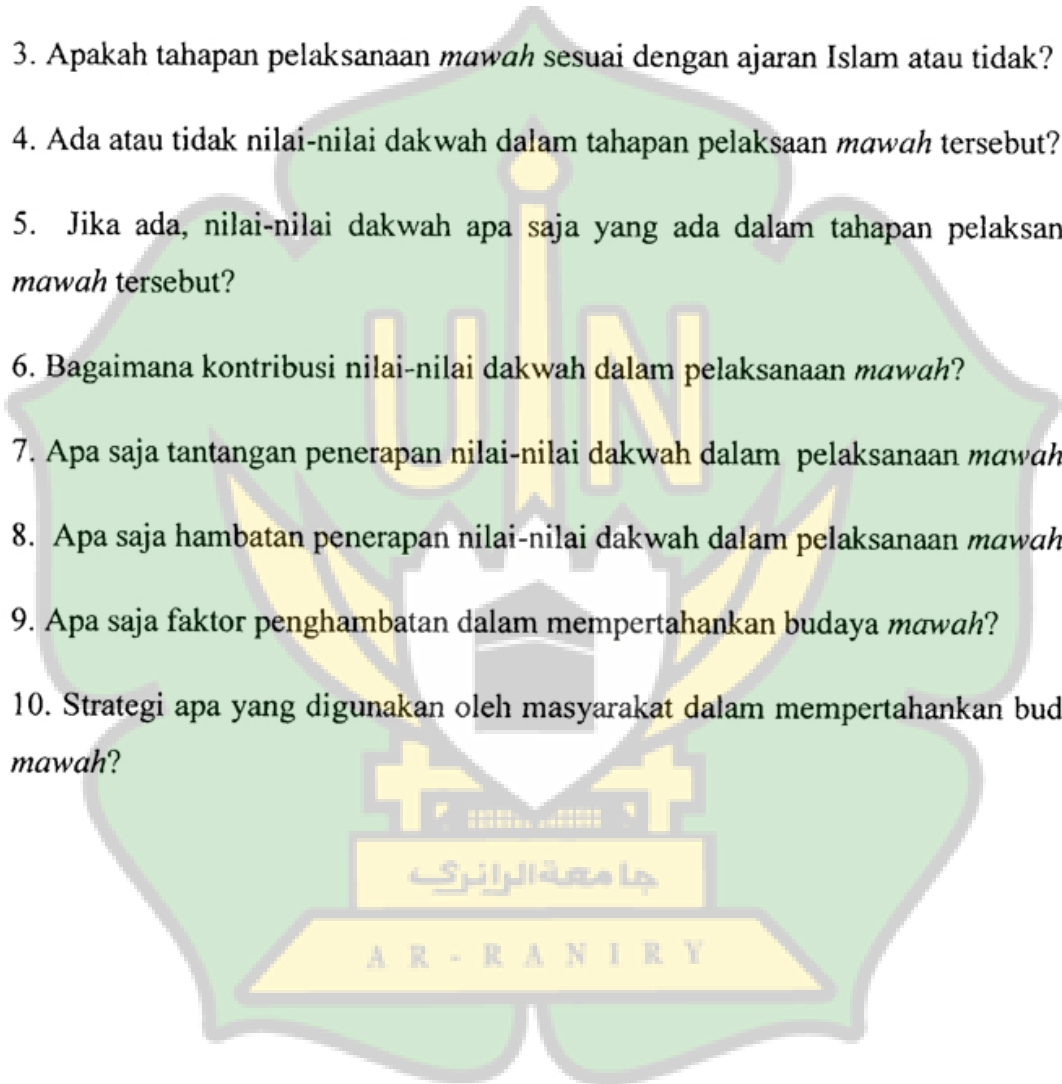 3. Apakah tahapan pelaksanaan mawah sesuai dengan ajaran Islam atau tidak?
4. Ada atau tidak nilai-nilai dakwah dalam tahapan pelaksaan mawah tersebut?
5. Jika ada, nilai-nilai dakwah apa saja yang ada dalam tahapan pelaksan
mawah tersebut?
6. Bagaimana kontribusi nilai-nilai dakwah dalam pelaksanaan mawah?
7. Apa saja tantangan penerapan nilai-nilai dakwah dalam pelaksanaan mawah
8. Apa saja hambatan penerapan nilai-nilai dakwah dalam pelaksanaan mawah
9. Apa saja faktor penghambatan dalam mempertahankan budaya mawah?
10. Strategi apa yang digunakan oleh masyarakat dalam mempertahankan bud
mawah?
UIN
جامعة الرانري
AR-RANIRY